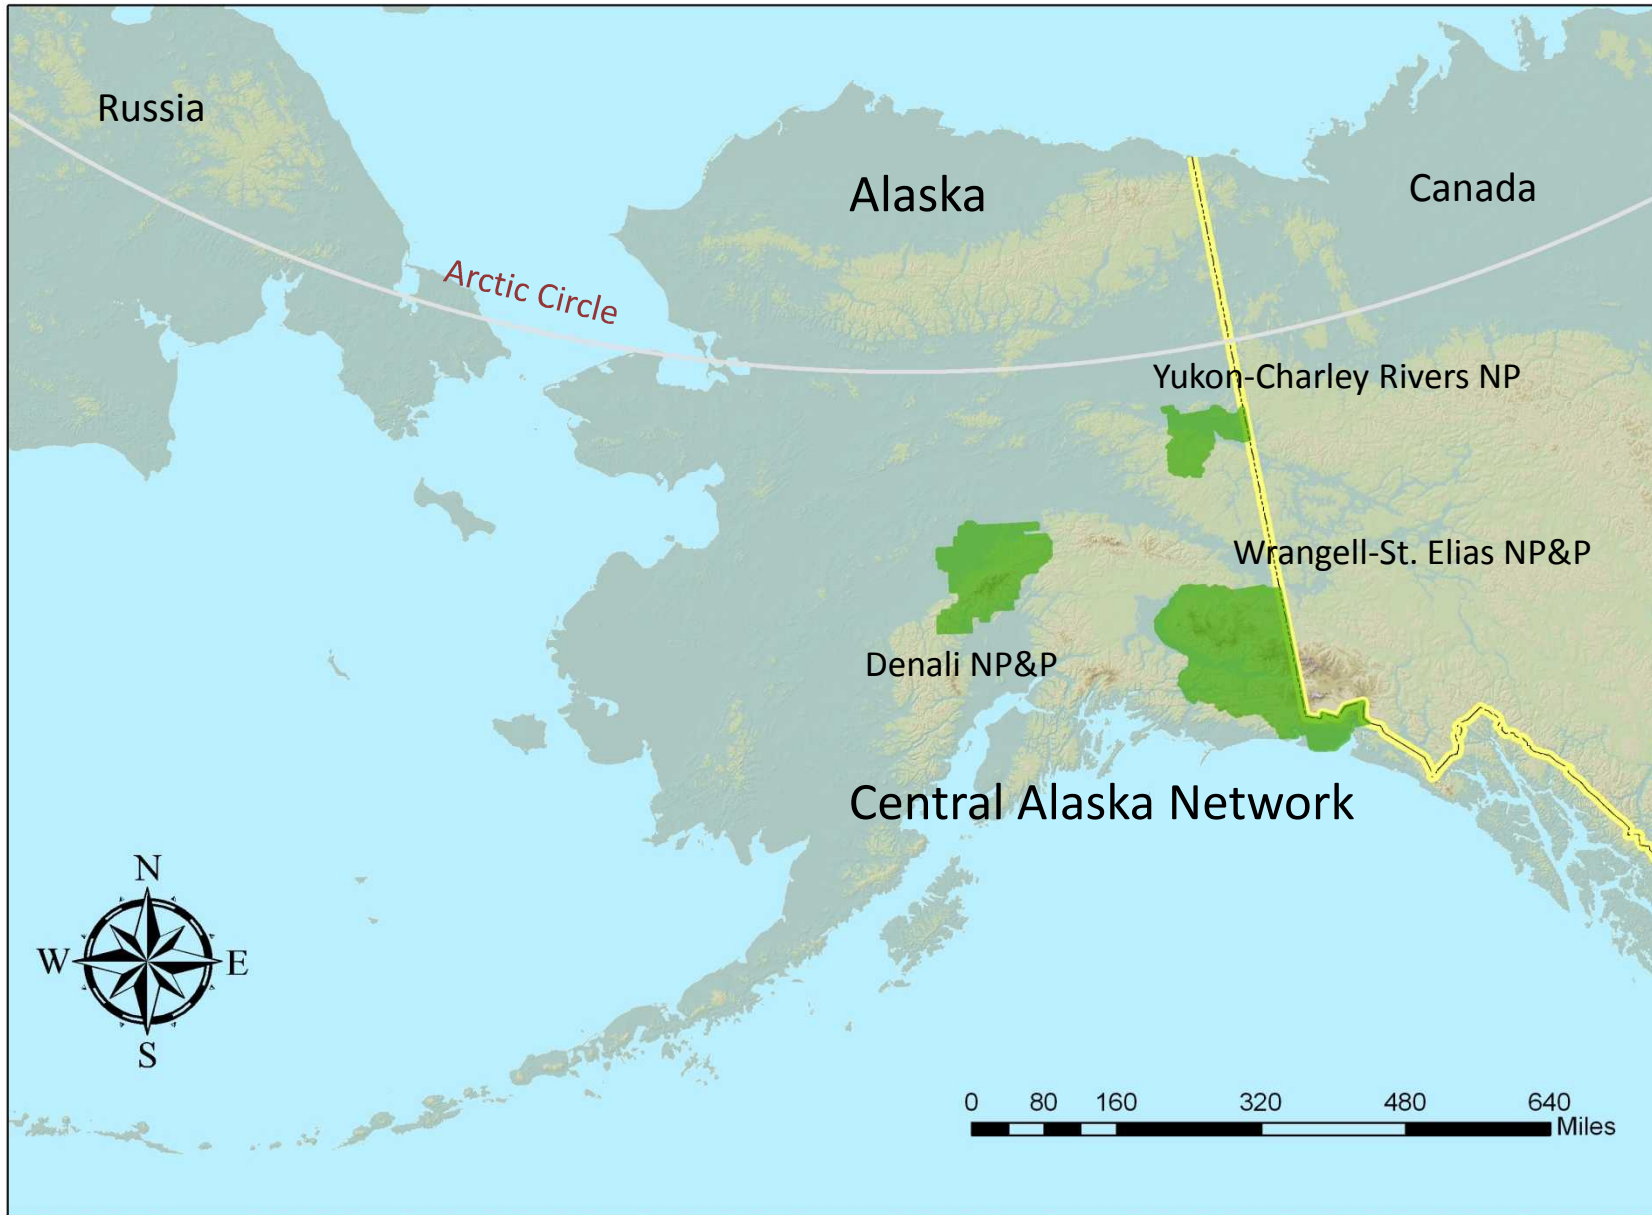 Russia
Alaska
Canada
Arctic Circle
Yukon-Charley Rivers NP
Wrangell-St. Elias NP&P
Denali NP&P
Central Alaska Network
N
W E
S
0 80 160 320 480 640
Miles